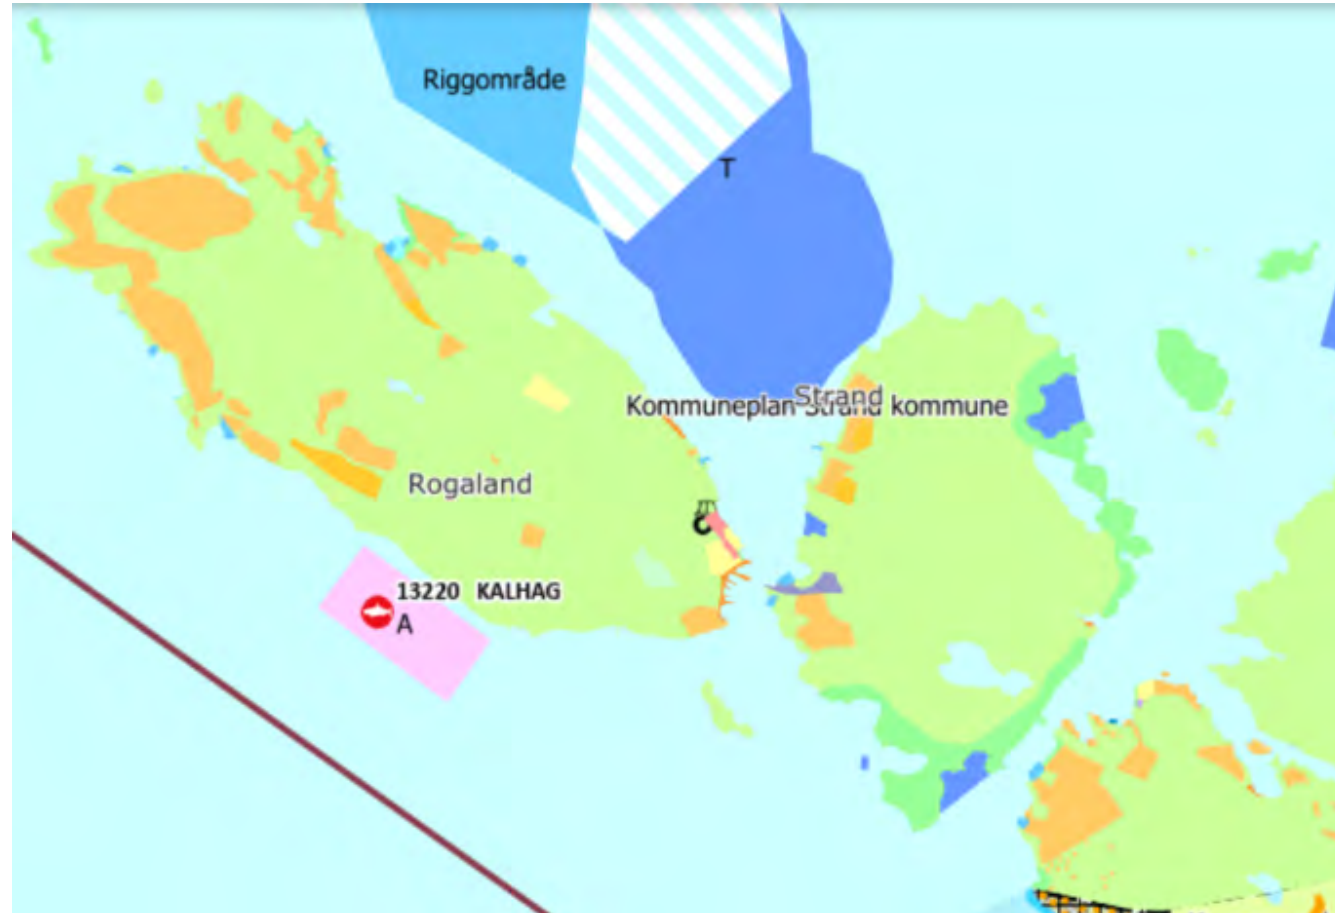 Riggområde
T
Strand
Kommuneplan Strand kommune
Rogaland
13220 KALHAG
A